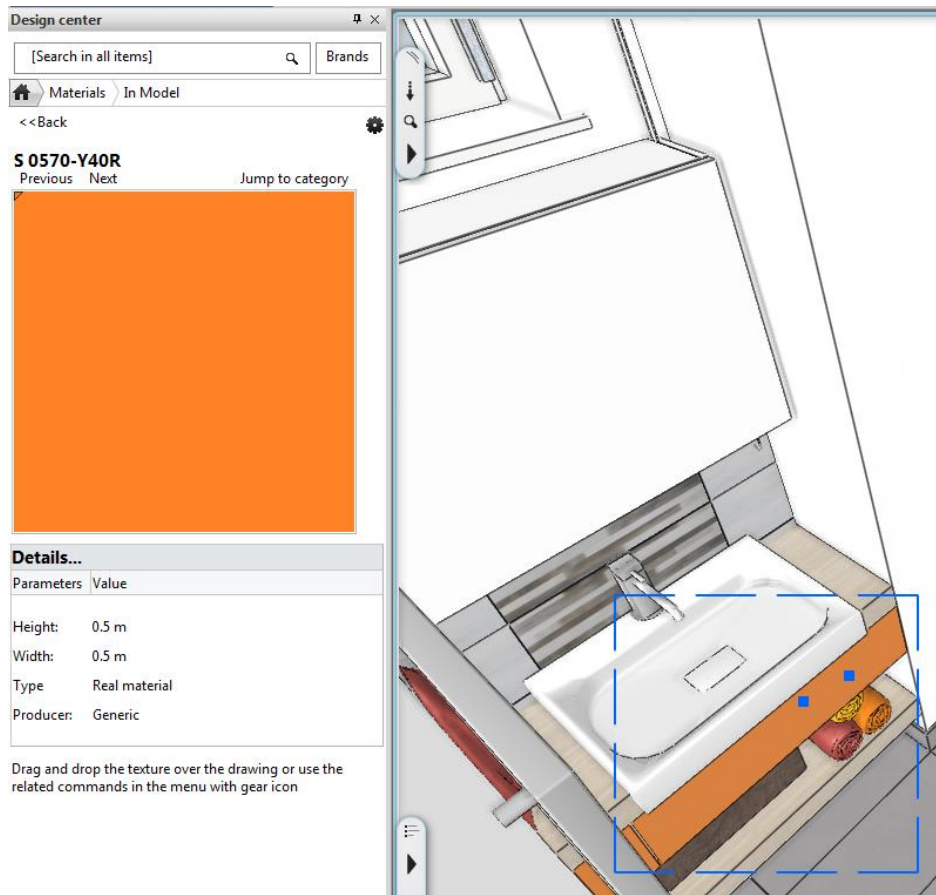 Design center
[Search in all items]
Brands
Materials
In Model
<<Back
S 0570-Y40R
Previous Next Jump to category
Details...
Parameters Value
Height: 0.5 m
Width: 0.5 m
Type Real material
Producer: Generic
Drag and drop the texture over the drawing or use the
related commands in the menu with gear icon